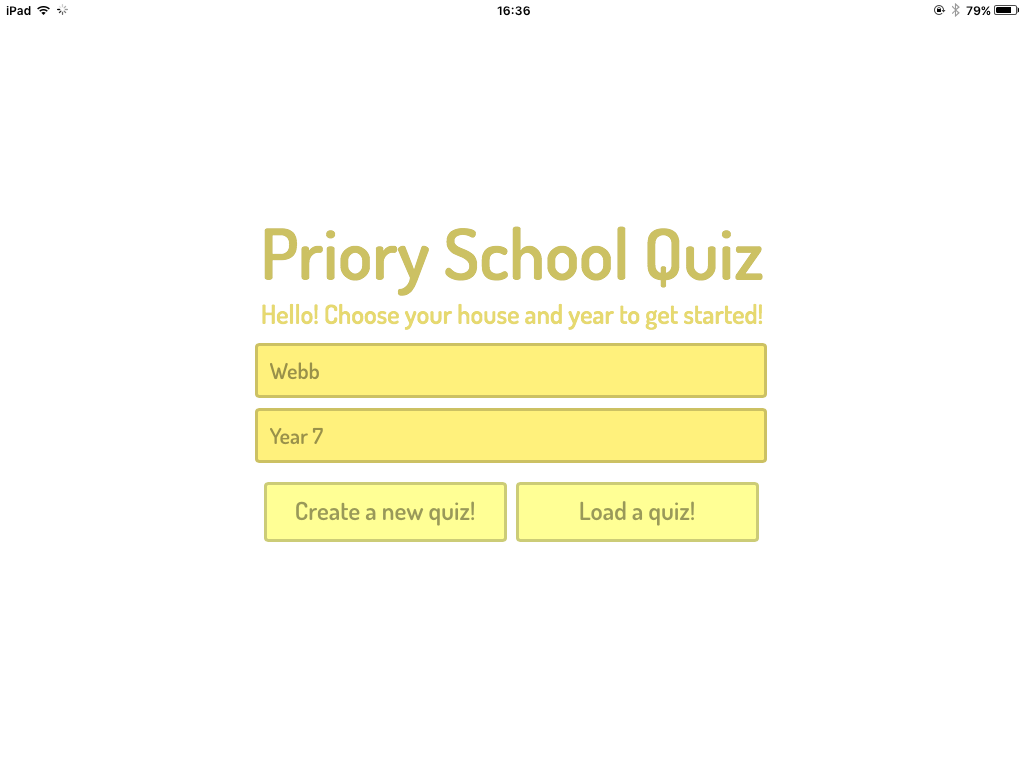 iPad 16:36 79%
Priory School Quiz
Hello! Choose your house and year to get started!
Webb
Year 7
Create a new quiz! Load a quiz!